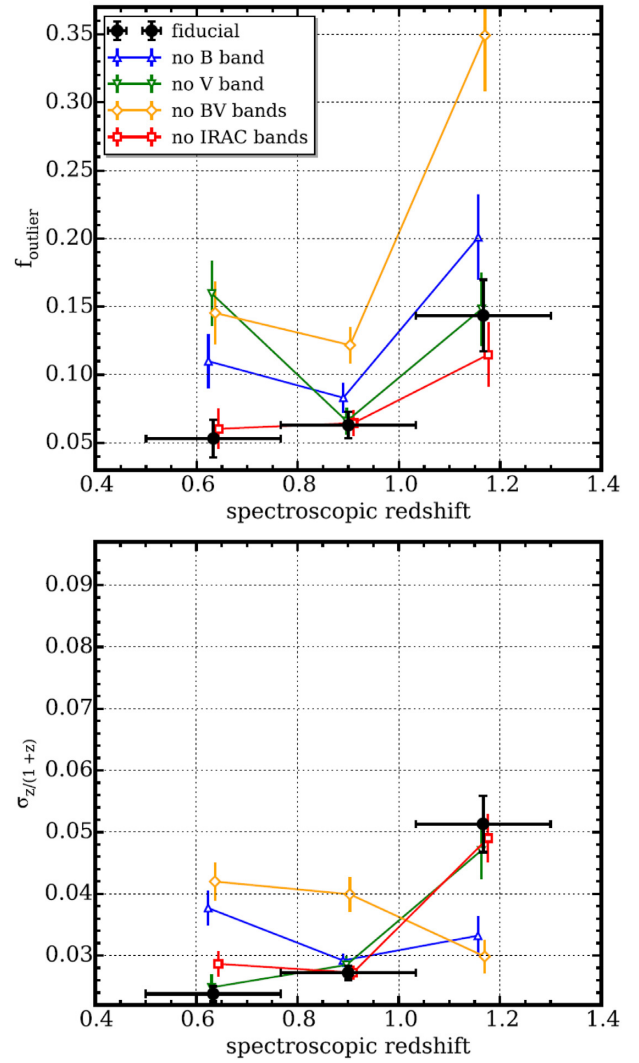 fiducial
no B band
no V band
no BV bands
no IRAC bands
0.35
0.30
0.25
0.20
0.15
0.10
0.05
f_outlier
0.4 0.6 0.8 1.0 1.2 1.4
spectroscopic redshift
0.09
0.08
0.07
0.06
0.05
0.04
0.03
σ_z/(1+z)
0.4 0.6 0.8 1.0 1.2 1.4
spectroscopic redshift